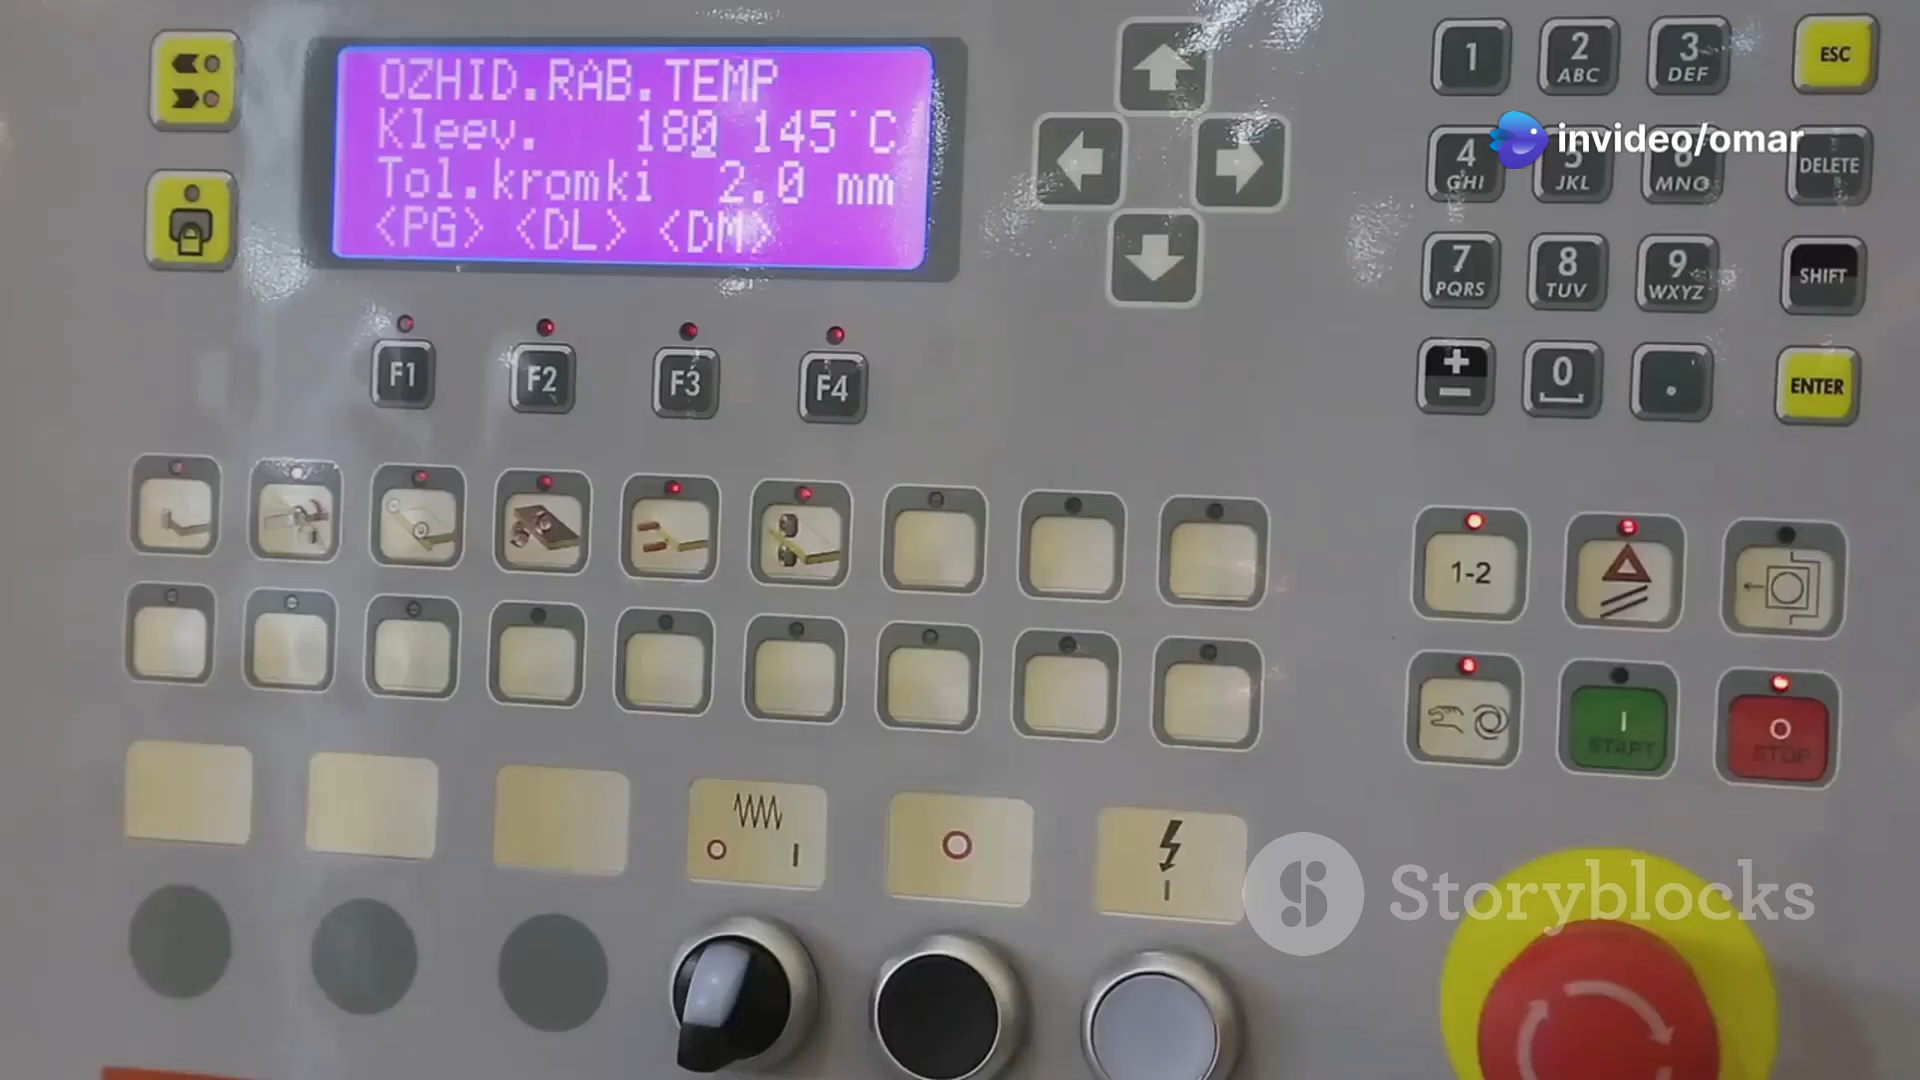 OZHID.RAB.TEMP
Kleev. 180 145°C
Tol.kromki 2.0 mm
<PG> <DL> <DM>
F1 F2 F3 F4
1 2 ABC 3 DEF ESC
invideo/omar
4 GHI 5 JKL 6 MNO DELETE
7 PQRS 8 TUV 9 WXYZ SHIFT
+ - 0 . ENTER
1-2
I START O STOP
O I
O
I
Storyblocks